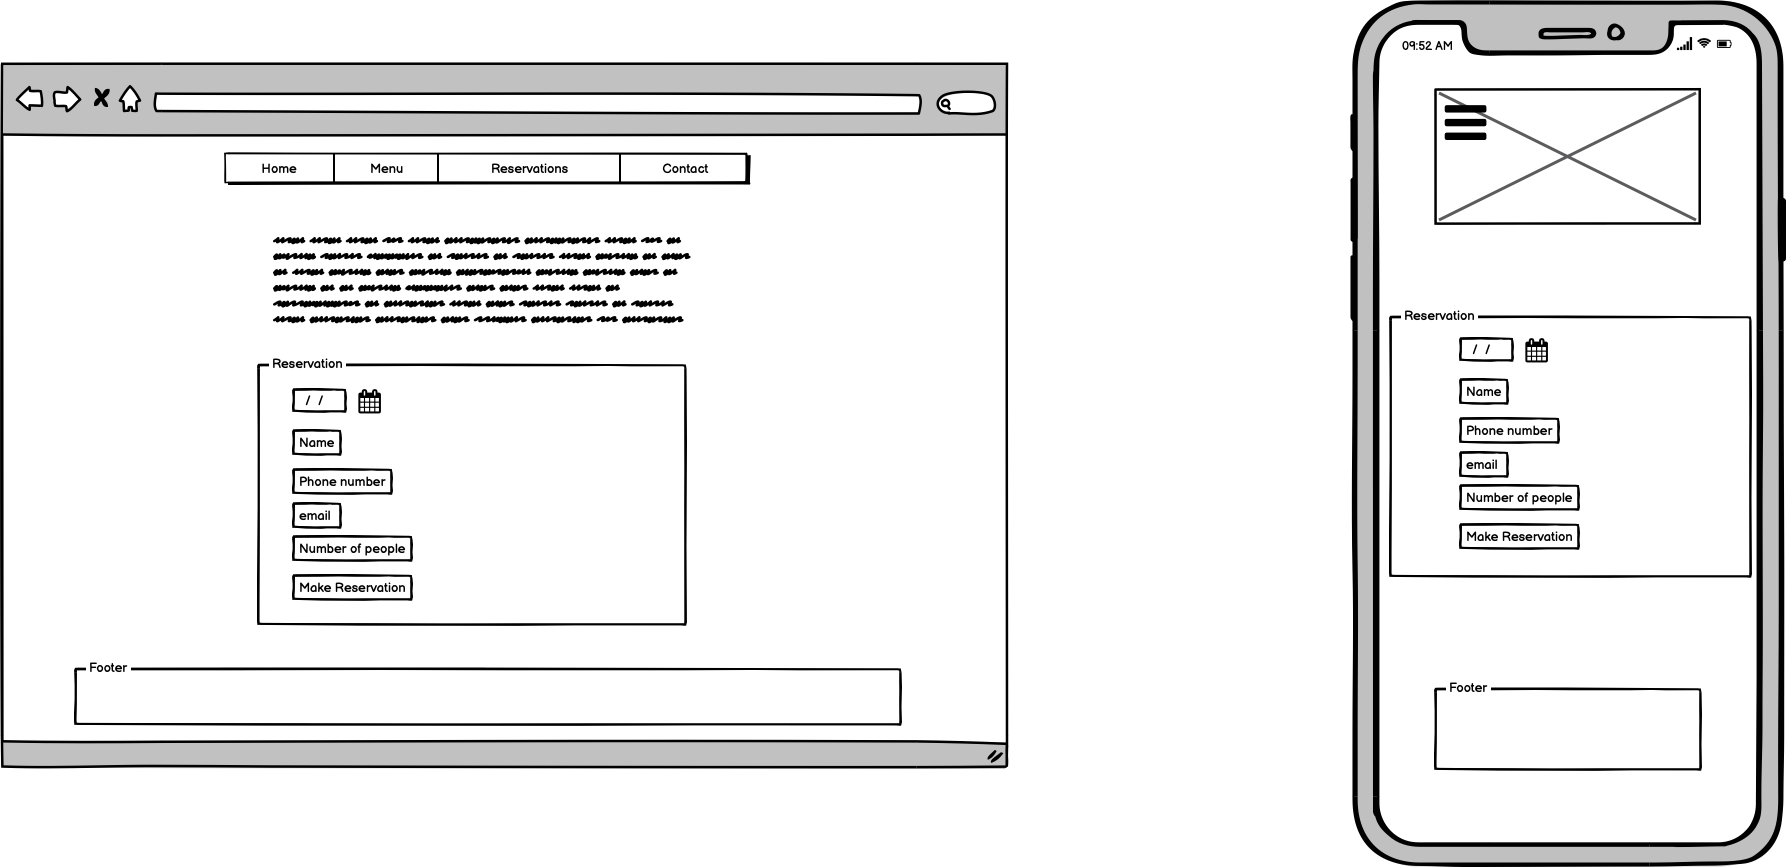 Home Menu Reservations Contact
Reservation
/ /
Name
Phone number
email
Number of people
Make Reservation
Footer
09:52 AM
Reservation
/ /
Name
Phone number
email
Number of people
Make Reservation
Footer